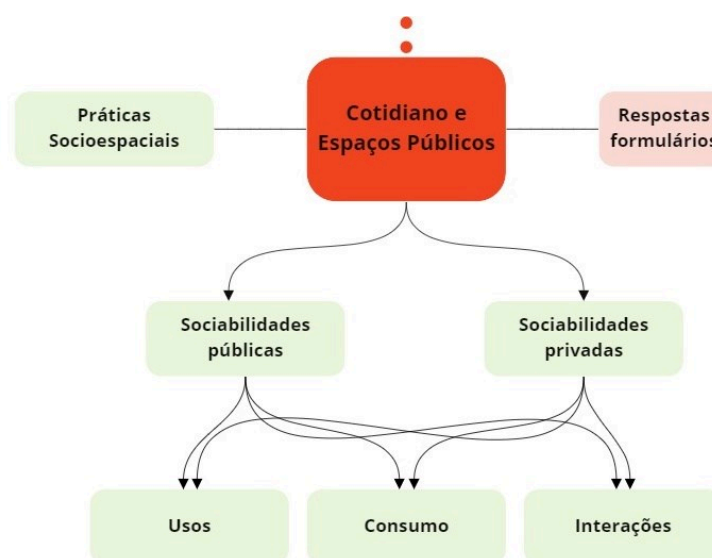 Práticas
Socioespaciais
Cotidiano e
Espaços Públicos
Respostas
formulários
Sociabilidades
públicas
Sociabilidades
privadas
Usos
Consumo
Interações